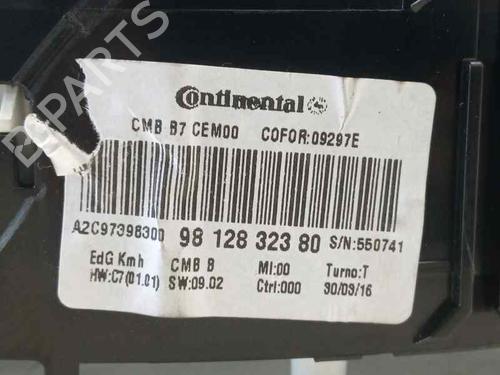 Continental
CMB B7 CEM00 COFOR:09297E
A2C97398300 98 128 323 80 S/N:550741
EdG Kmh CMB B MI:00 Turno:T
HW:C7(01.01) SW:09.02 Ctrl:000 30/03/16
B-PARTS